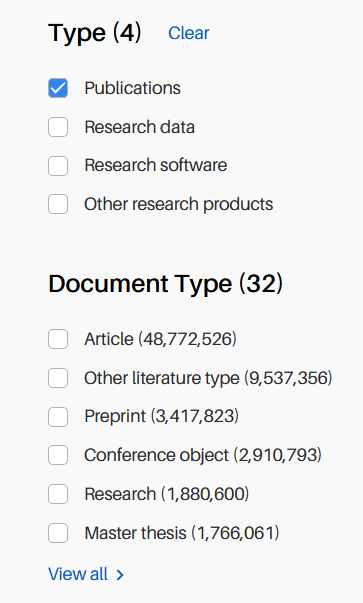 Type (4) Clear
Publications
Research data
Research software
Other research products
Document Type (32)
Article (48,772,526)
Other literature type (9,537,356)
Preprint (3,417,823)
Conference object (2,910,793)
Research (1,880,600)
Master thesis (1,766,061)
View all